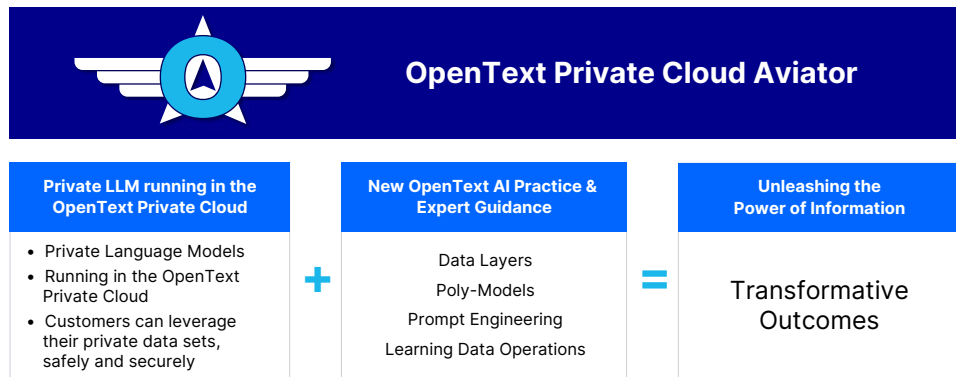 OpenText Private Cloud Aviator
Private LLM running in the
OpenText Private Cloud
• Private Language Models
• Running in the OpenText
Private Cloud
• Customers can leverage
their private data sets,
safely and securely
+
New OpenText AI Practice &
Expert Guidance
Data Layers
Poly-Models
Prompt Engineering
Learning Data Operations
=
Unleashing the
Power of Information
Transformative
Outcomes